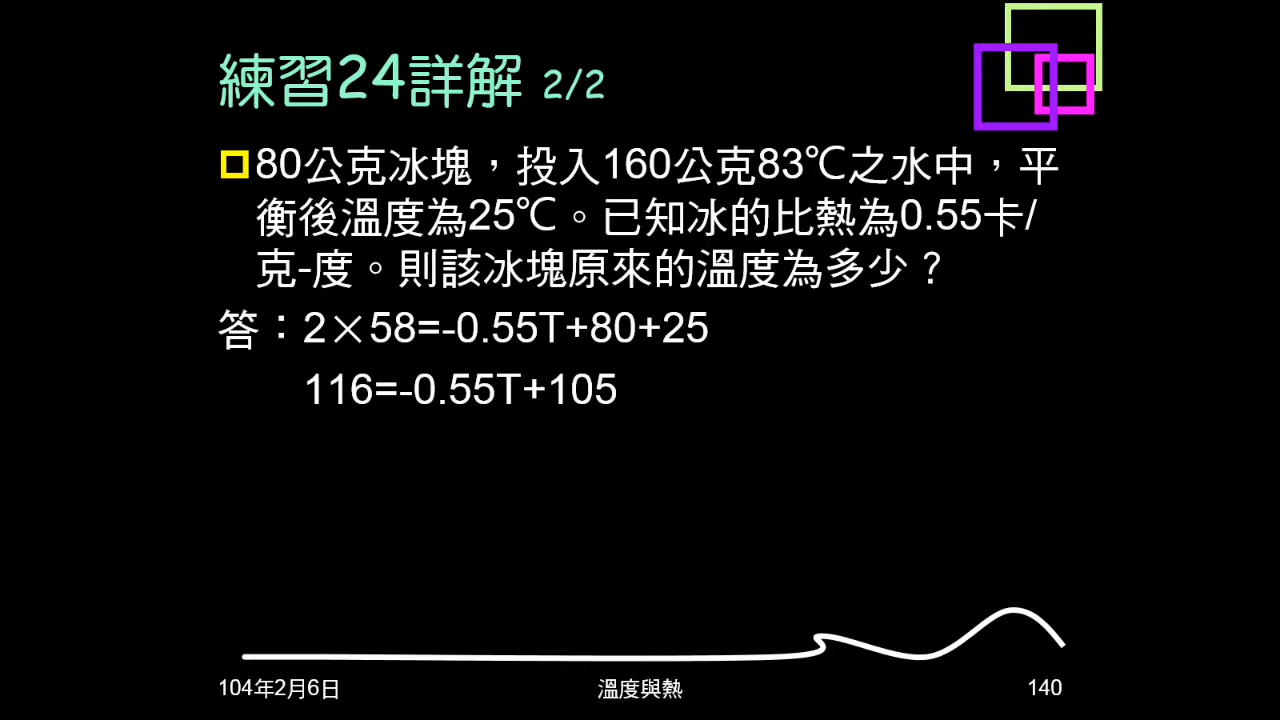 練習24詳解 2/2
80公克冰塊，投入160公克83℃之水中，平
衡後溫度為25℃。已知冰的比熱為0.55卡/
克-度。則該冰塊原來的溫度為多少？
答：2×58=-0.55T+80+25
116=-0.55T+105
104年2月6日
溫度與熱
140